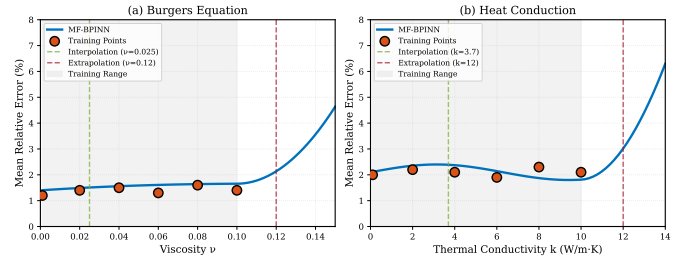 (a) Burgers Equation
Mean Relative Error (%)
8
7
6
5
4
3
2
1
0
MF-BPINN
Training Points
Interpolation (ν=0.025)
Extrapolation (ν=0.12)
Training Range
0.00 0.02 0.04 0.06 0.08 0.10 0.12 0.14
Viscosity ν
(b) Heat Conduction
Mean Relative Error (%)
8
7
6
5
4
3
2
1
0
MF-BPINN
Training Points
Interpolation (k=3.7)
Extrapolation (k=12)
Training Range
0 2 4 6 8 10 12 14
Thermal Conductivity k (W/m·K)